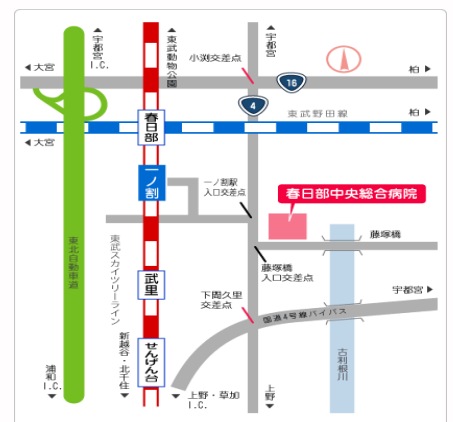 宇都宮
I.C.
東武動物公園
宇都宮
小渕交差点
大宮
柏
16
4
東武野田線
柏
春日部
大宮
一ノ割
一ノ割駅
入口交差点
春日部中央総合病院
藤塚橋
東北自動車道
東武スカイツリーライン
武里
藤塚橋
入口交差点
下間久里
交差点
宇都宮
国道4号線バイパス
せんげん台
新越谷・北千住
古利根川
浦和
I.C.
上野・草加
I.C.
上野